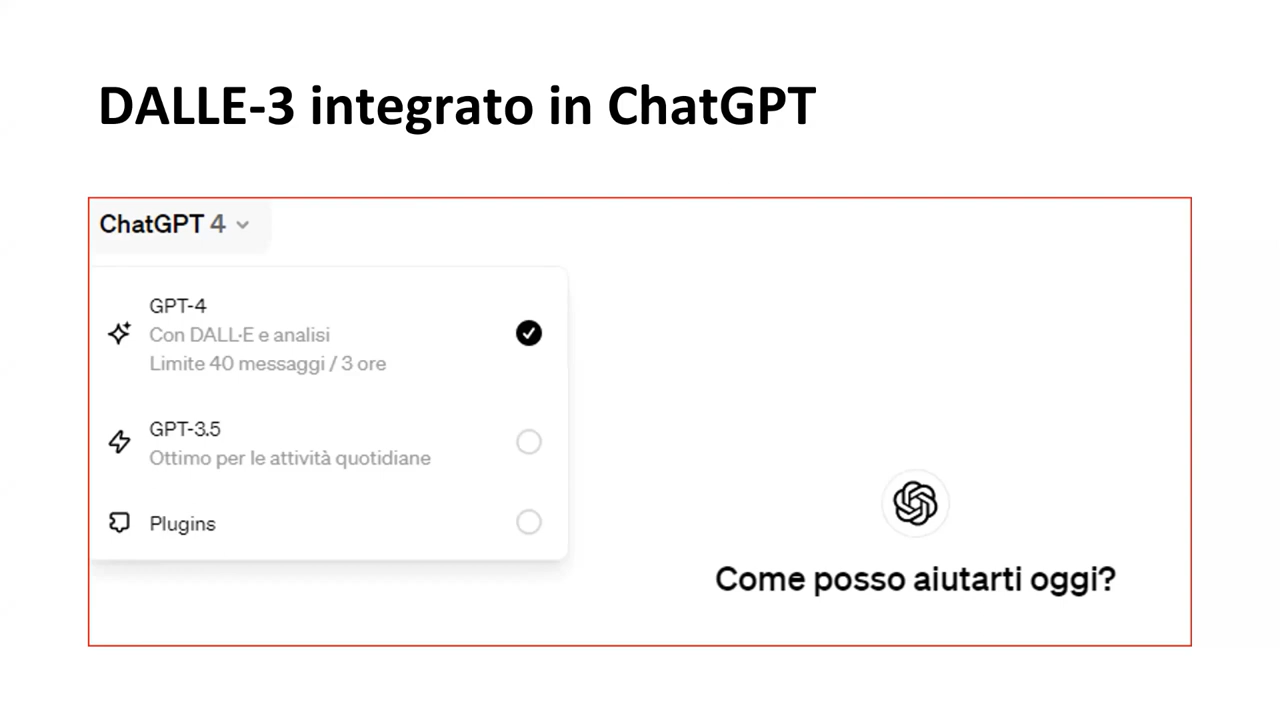 DALLE-3 integrato in ChatGPT
ChatGPT 4
GPT-4
Con DALL·E e analisi
Limite 40 messaggi / 3 ore
GPT-3.5
Ottimo per le attività quotidiane
Plugins
Come posso aiutarti oggi?